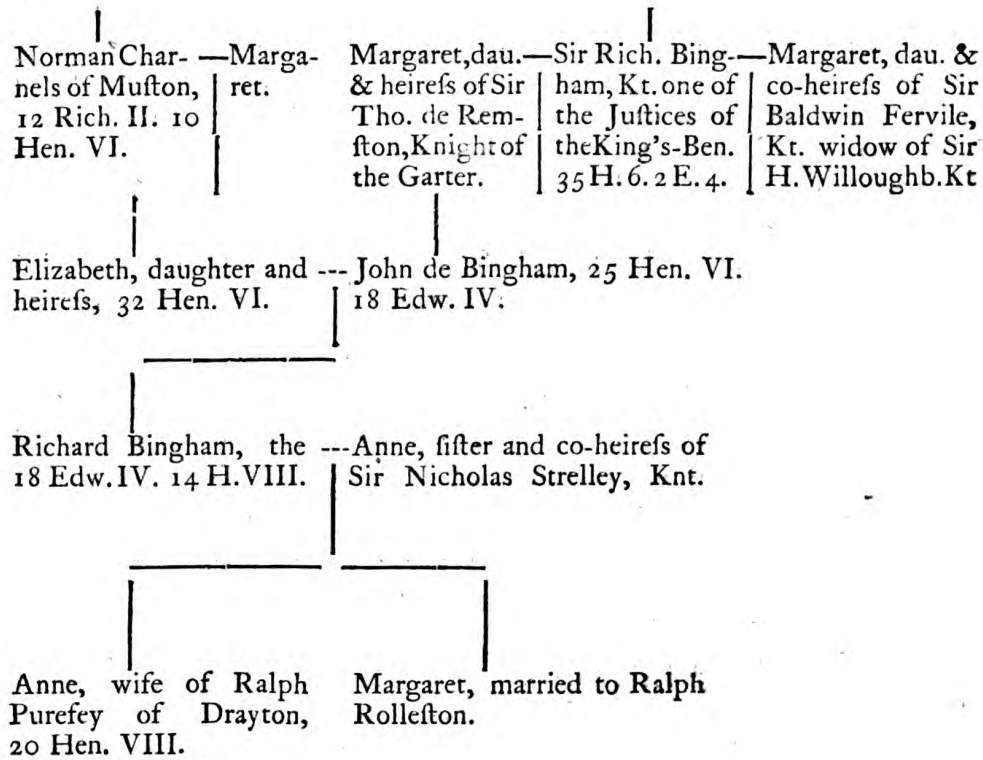 Norman Char-
nels of Muſton,
12 Rich. II. 10
Hen. VI.
—Marga-
ret.
Margaret, dau.
& heireſs of Sir
Tho. de Rem-
ſton, Knight of
the Garter.
—Sir Rich. Bing-
ham, Kt. one of
the Juſtices of
the King's-Ben.
35 H. 6. 2 E. 4.
—Margaret, dau. &
co-heireſs of Sir
Baldwin Fervile,
Kt. widow of Sir
H. Willoughb. Kt
Elizabeth, daughter and
heireſs, 32 Hen. VI.
--- John de Bingham, 25 Hen. VI.
18 Edw. IV.
Richard Bingham, the
18 Edw. IV. 14 H. VIII.
---Anne, ſiſter and co-heireſs of
Sir Nicholas Strelley, Knt.
Anne, wife of Ralph
Purefey of Drayton,
20 Hen. VIII.
Margaret, married to Ralph
Rolleſton.